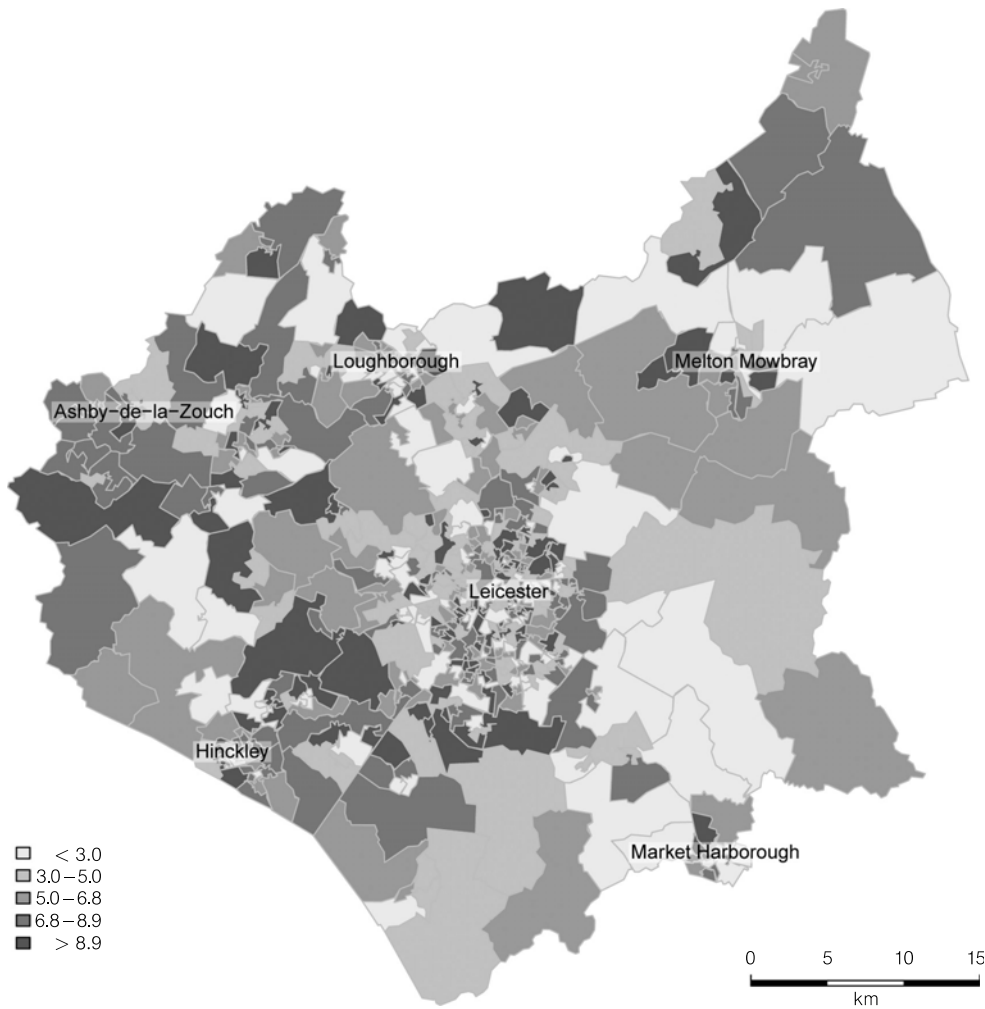 Loughborough
Melton Mowbray
Ashby−de−la−Zouch
Leicester
Hinckley
Market Harborough
< 3.0
3.0−5.0
5.0−6.8
6.8−8.9
> 8.9
0 5 10 15
km